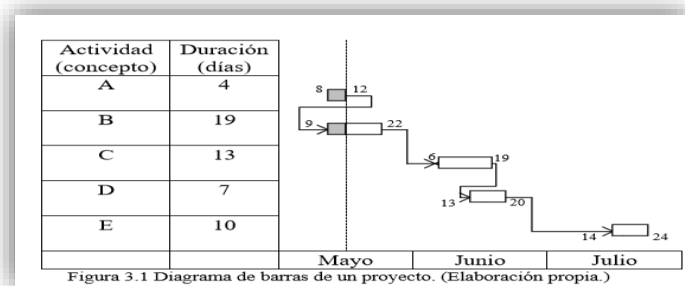 Actividad (concepto) Duración (días)
A 4 8 12
B 19 9 22
C 13 6 19
D 7 13 20
E 10 14 24
Mayo Junio Julio
Figura 3.1 Diagrama de barras de un proyecto. (Elaboración propia.)